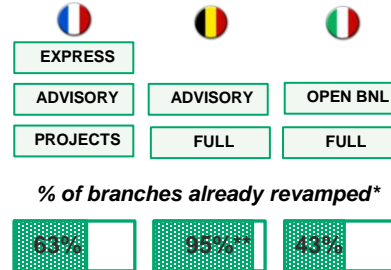 EXPRESS
ADVISORY ADVISORY OPEN BNL
PROJECTS FULL FULL
% of branches already revamped*
63% 95%** 43%